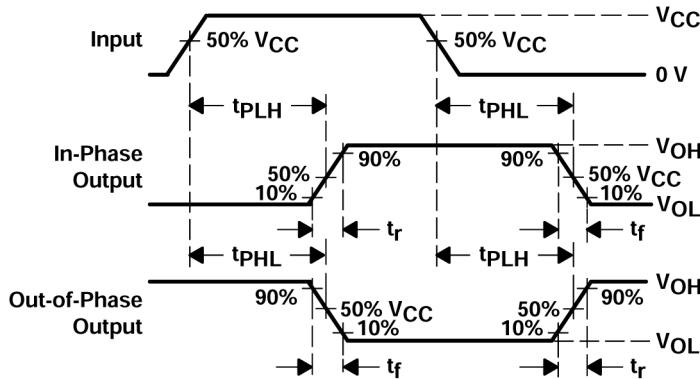 VCC
Input
50% VCC
50% VCC
0 V
tPLH
tPHL
In-Phase
Output
VOH
90%
90%
50%
50% VCC
10%
10%
VOL
tr
tf
tPHL
tPLH
Out-of-Phase
Output
VOH
90%
90%
50% VCC
50%
10%
10%
VOL
tf
tr